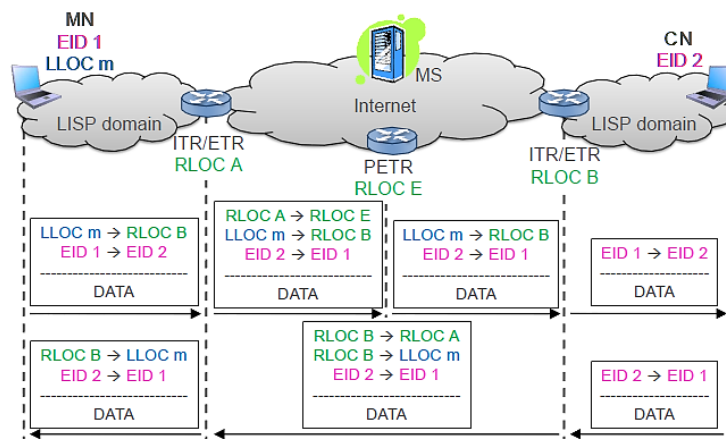 MN
EID 1
LLOC m
CN
EID 2
MS
Internet
LISP domain
LISP domain
ITR/ETR
RLOC A
PETR
RLOC E
ITR/ETR
RLOC B
LLOC m → RLOC B
EID 1 → EID 2
DATA
RLOC A → RLOC E
LLOC m → RLOC B
EID 2 → EID 1
DATA
LLOC m → RLOC B
EID 2 → EID 1
DATA
EID 1 → EID 2
DATA
RLOC B → LLOC m
EID 2 → EID 1
DATA
RLOC B → RLOC A
RLOC B → LLOC m
EID 2 → EID 1
DATA
EID 2 → EID 1
DATA